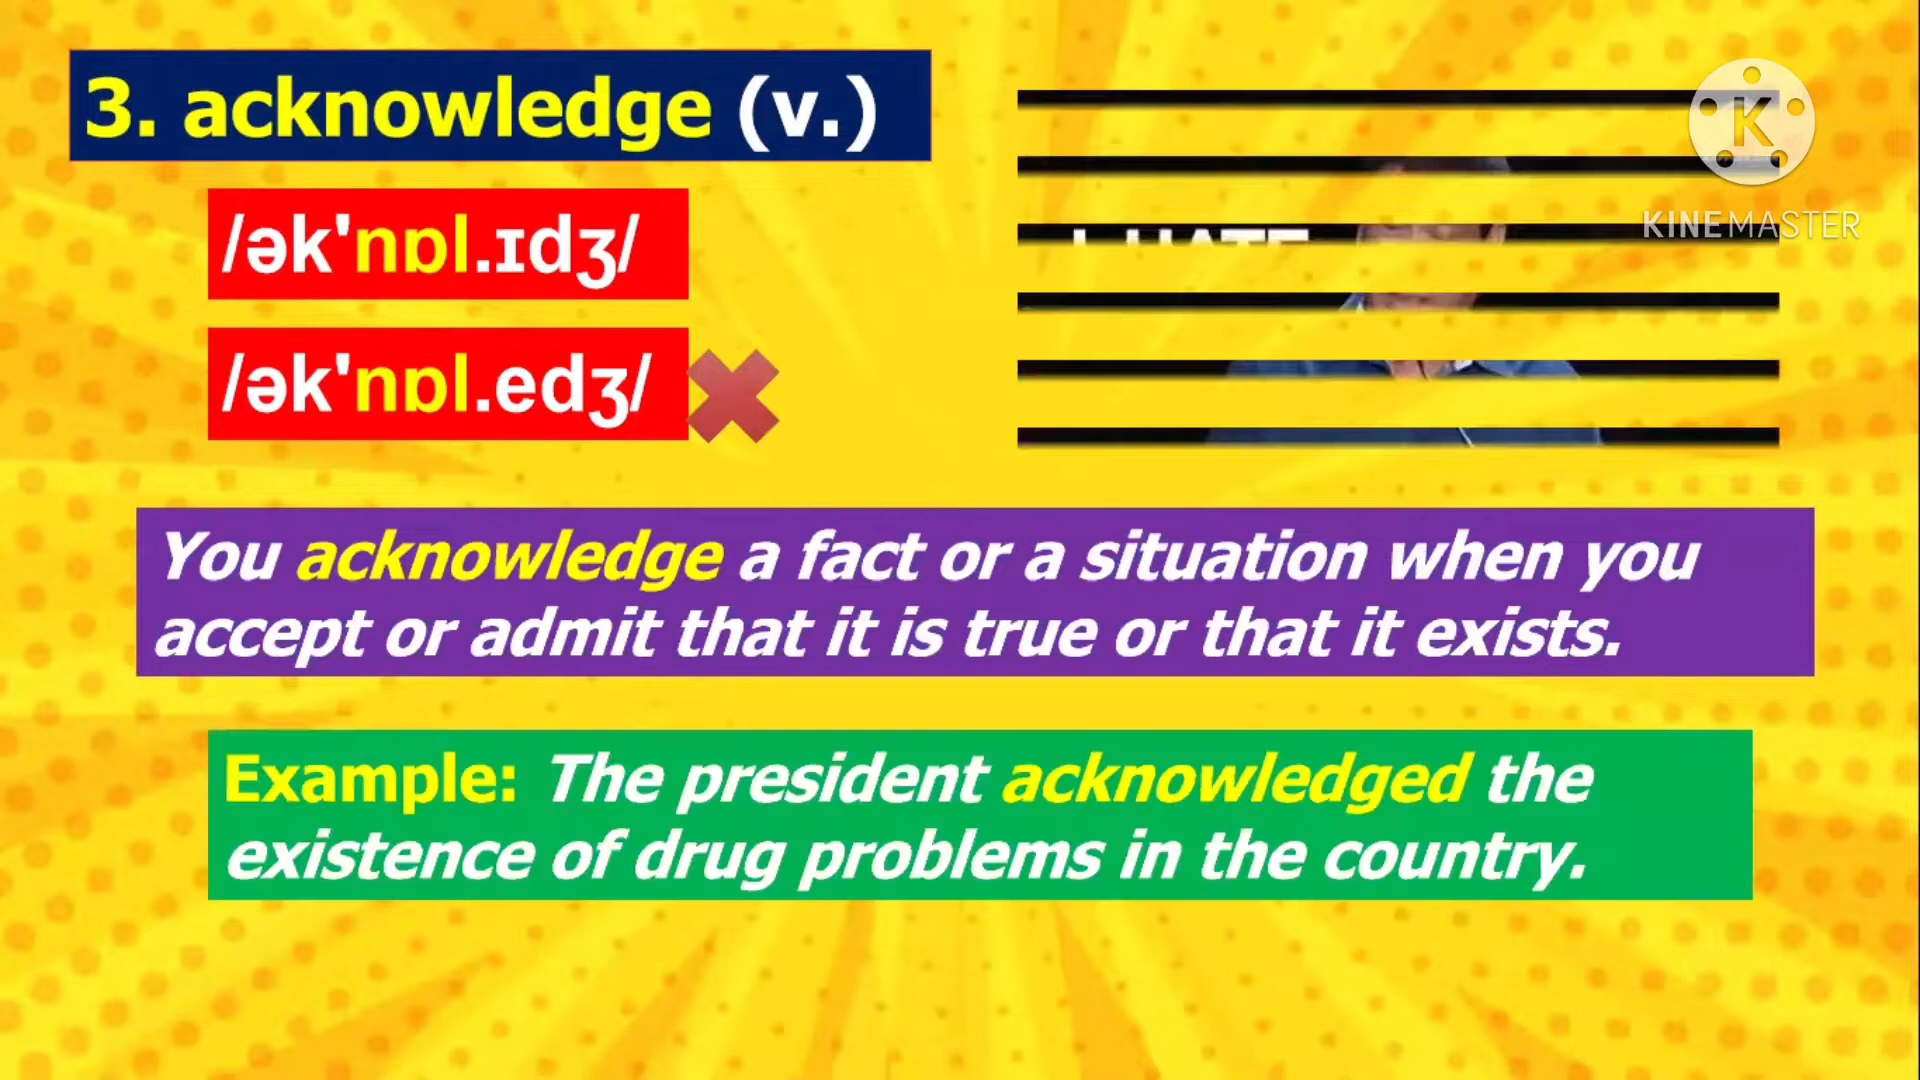 3. acknowledge (v.)
/ək'nɒl.ɪdʒ/
/ək'nɒl.edʒ/
K
KINEMASTER
You acknowledge a fact or a situation when you
accept or admit that it is true or that it exists.
Example: The president acknowledged the
existence of drug problems in the country.